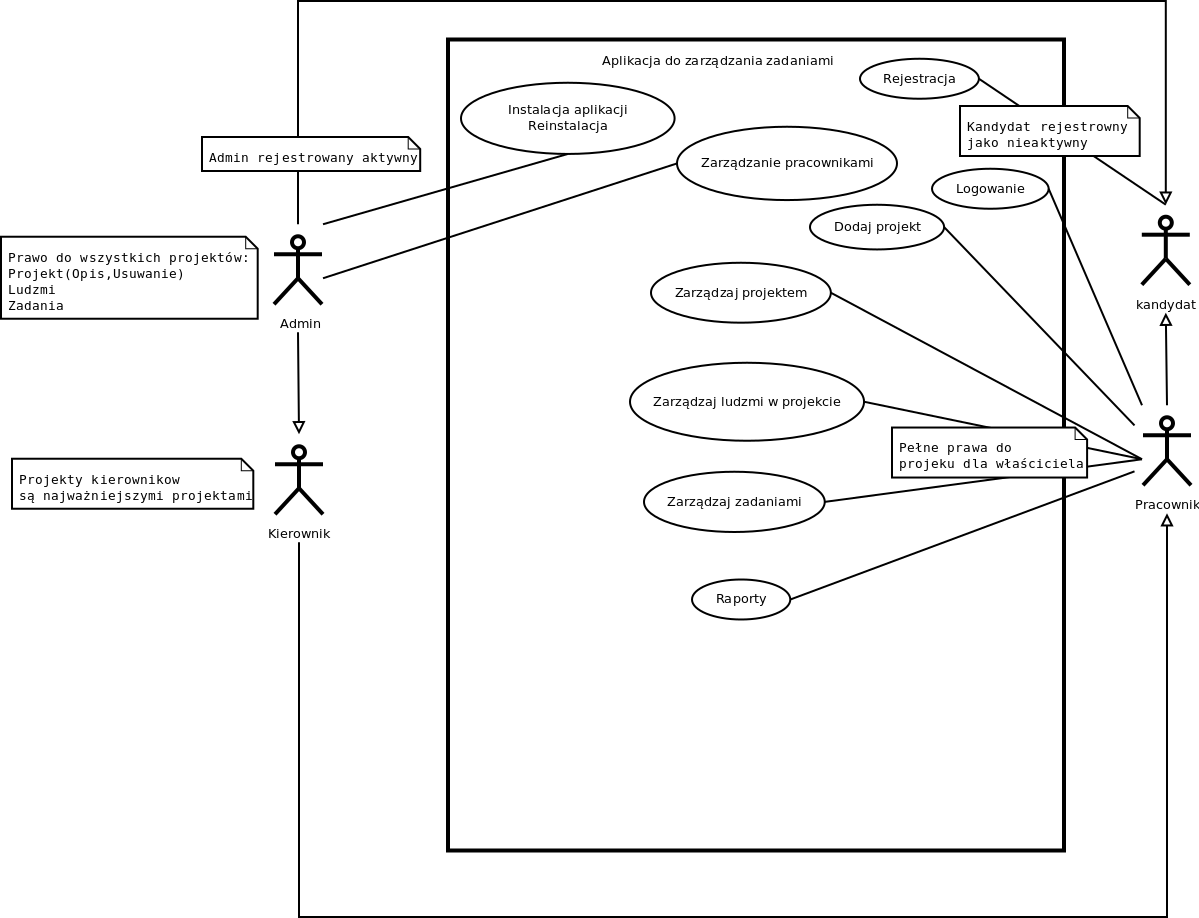 Aplikacja do zarządzania zadaniami
Rejestracja
Instalacja aplikacji
Reinstalacja
Kandydat rejestrowny
jako nieaktywny
Admin rejestrowany aktywny
Zarządzanie pracownikami
Logowanie
Dodaj projekt
Prawo do wszystkich projektów:
Projekt(Opis,Usuwanie)
Ludzmi
Zadania
Zarządzaj projektem
kandydat
Admin
Zarządzaj ludzmi w projekcie
Pełne prawa do
projeku dla właściciela
Projekty kierownikow
są najważniejszymi projektami
Zarządzaj zadaniami
Pracownik
Kierownik
Raporty